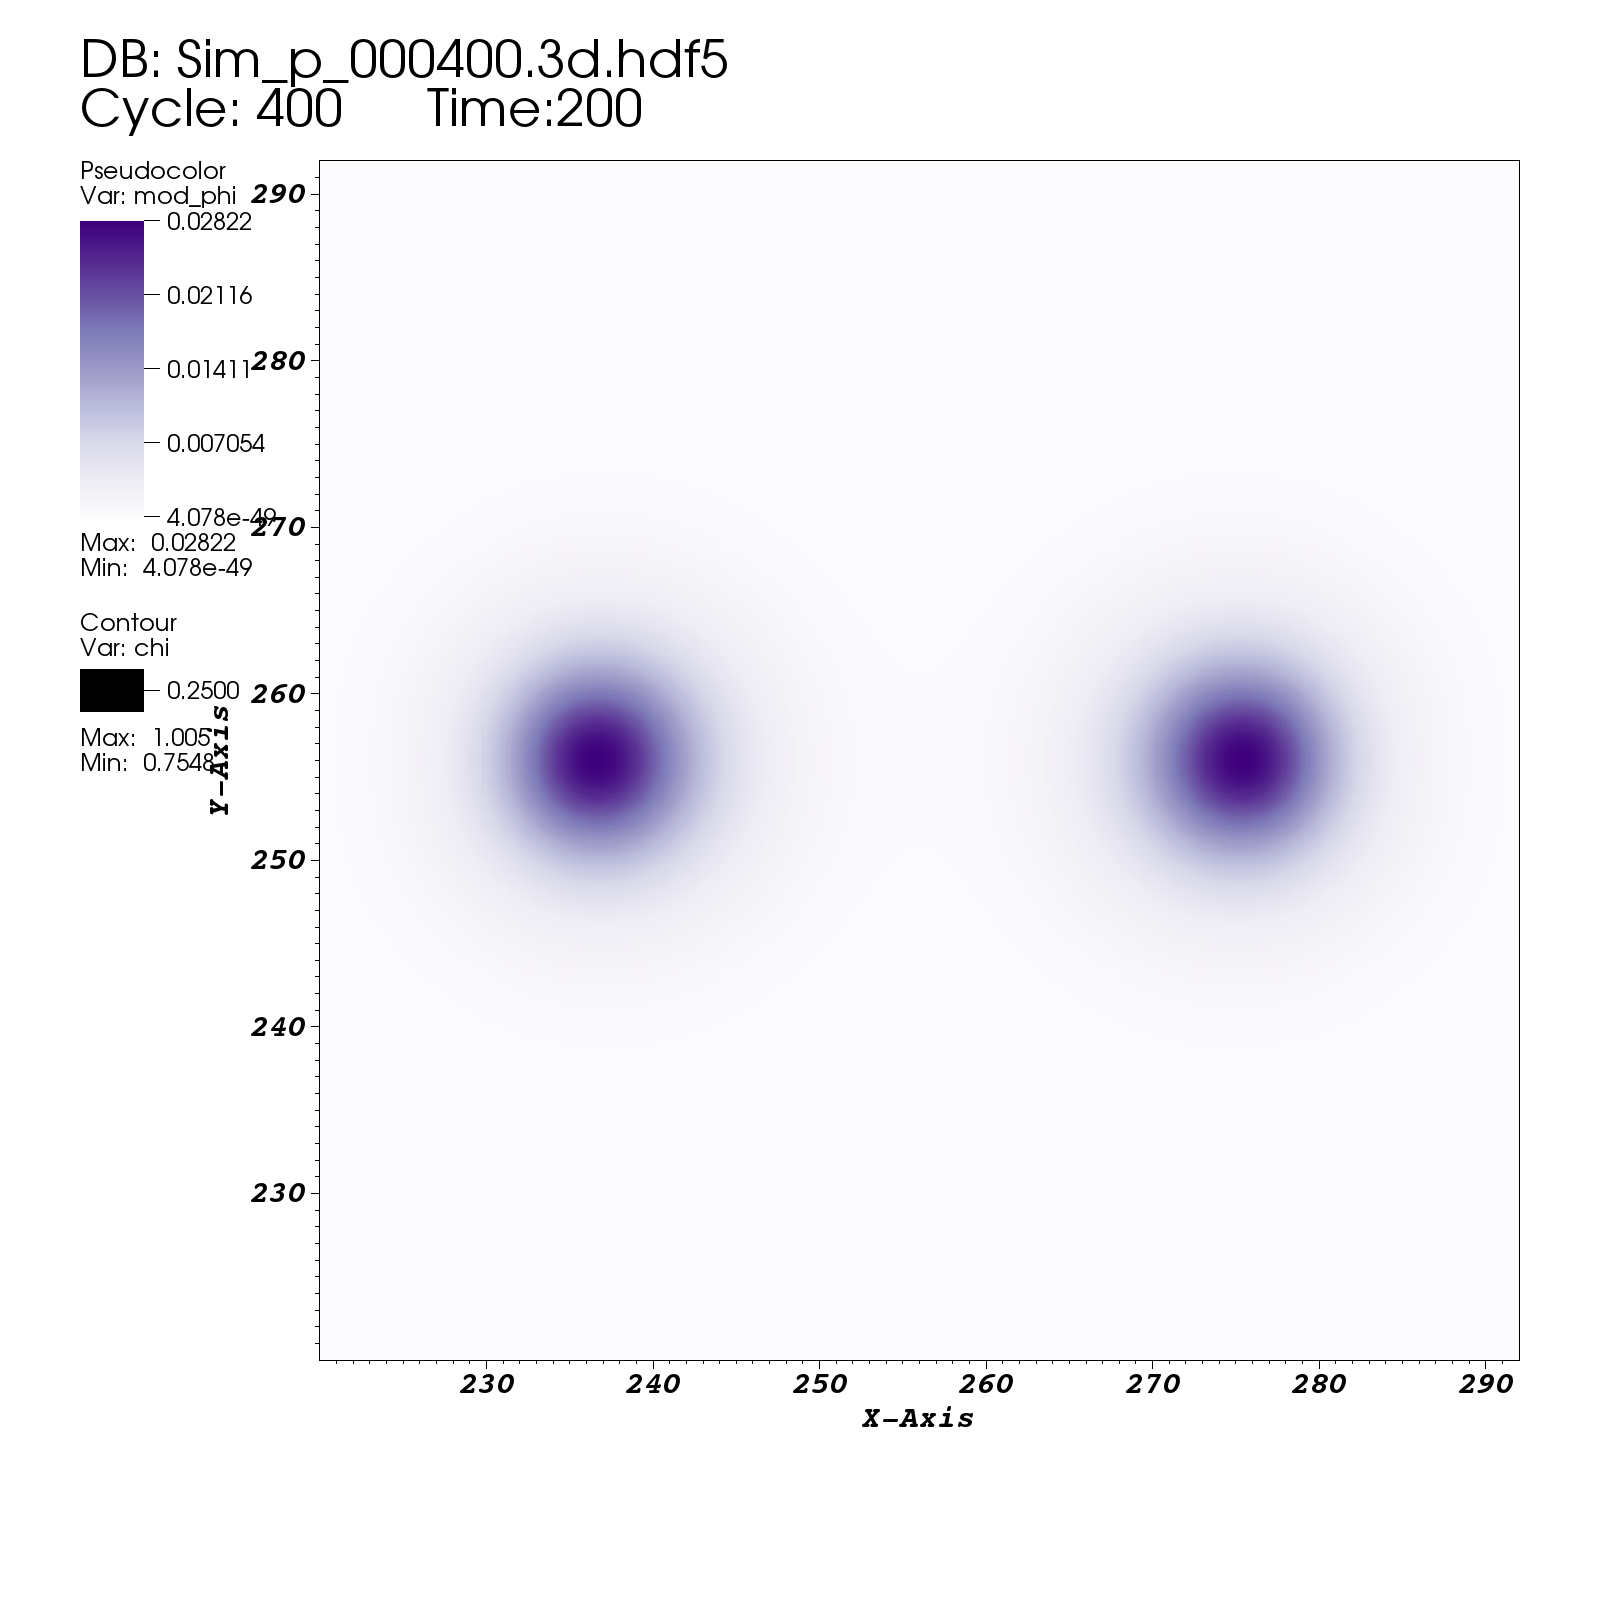 DB: Sim_p_000400.3d.hdf5
Cycle: 400 Time:200
Pseudocolor
Var: mod_phi
0.02822
0.02116
0.01411
0.007054
4.078e-49
Max: 0.02822
Min: 4.078e-49
Contour
Var: chi
0.2500
Max: 1.005
Min: 0.7548
Y-Axis
290
280
270
260
250
240
230
230 240 250 260 270 280 290
X-Axis